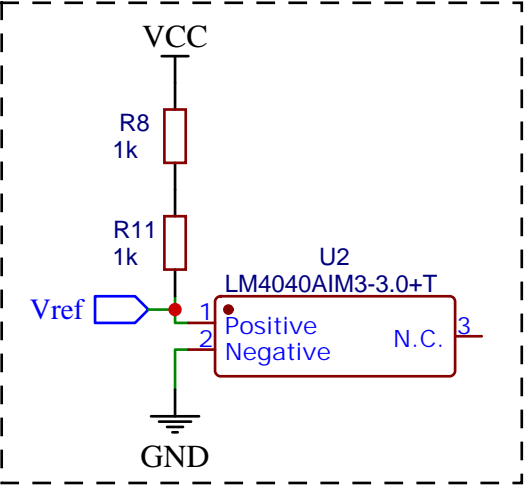 VCC
R8
1k
R11
1k
U2
LM4040AIM3-3.0+T
Vref
1
Positive
2
Negative
N.C.
3
GND